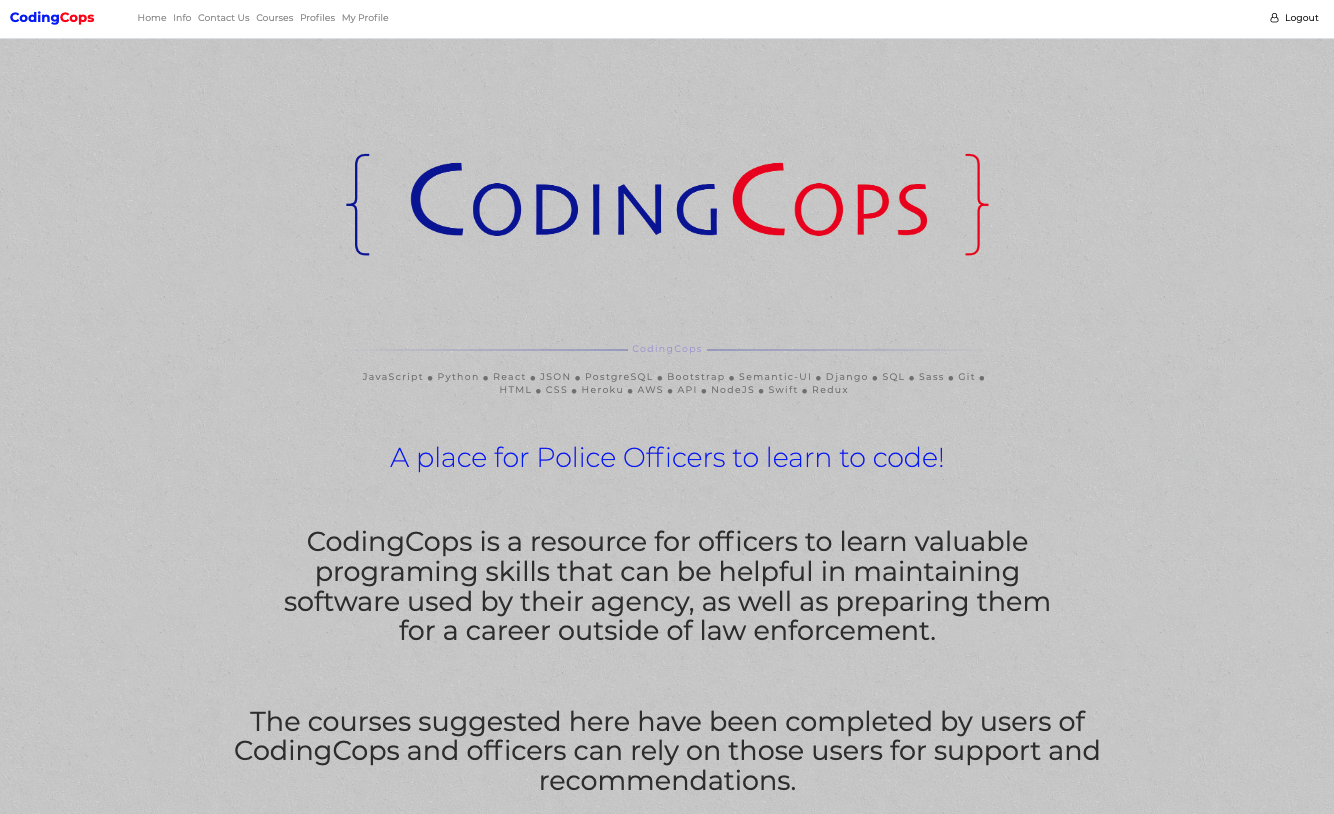 CodingCops Home Info Contact Us Courses Profiles My Profile Logout
{ CodingCops }
CodingCops
JavaScript ● Python ● React ● JSON ● PostgreSQL ● Bootstrap ● Semantic-UI ● Django ● SQL ● Sass ● Git ●
HTML ● CSS ● Heroku ● AWS ● API ● NodeJS ● Swift ● Redux
A place for Police Officers to learn to code!
CodingCops is a resource for officers to learn valuable
programing skills that can be helpful in maintaining
software used by their agency, as well as preparing them
for a career outside of law enforcement.
The courses suggested here have been completed by users of
CodingCops and officers can rely on those users for support and
recommendations.